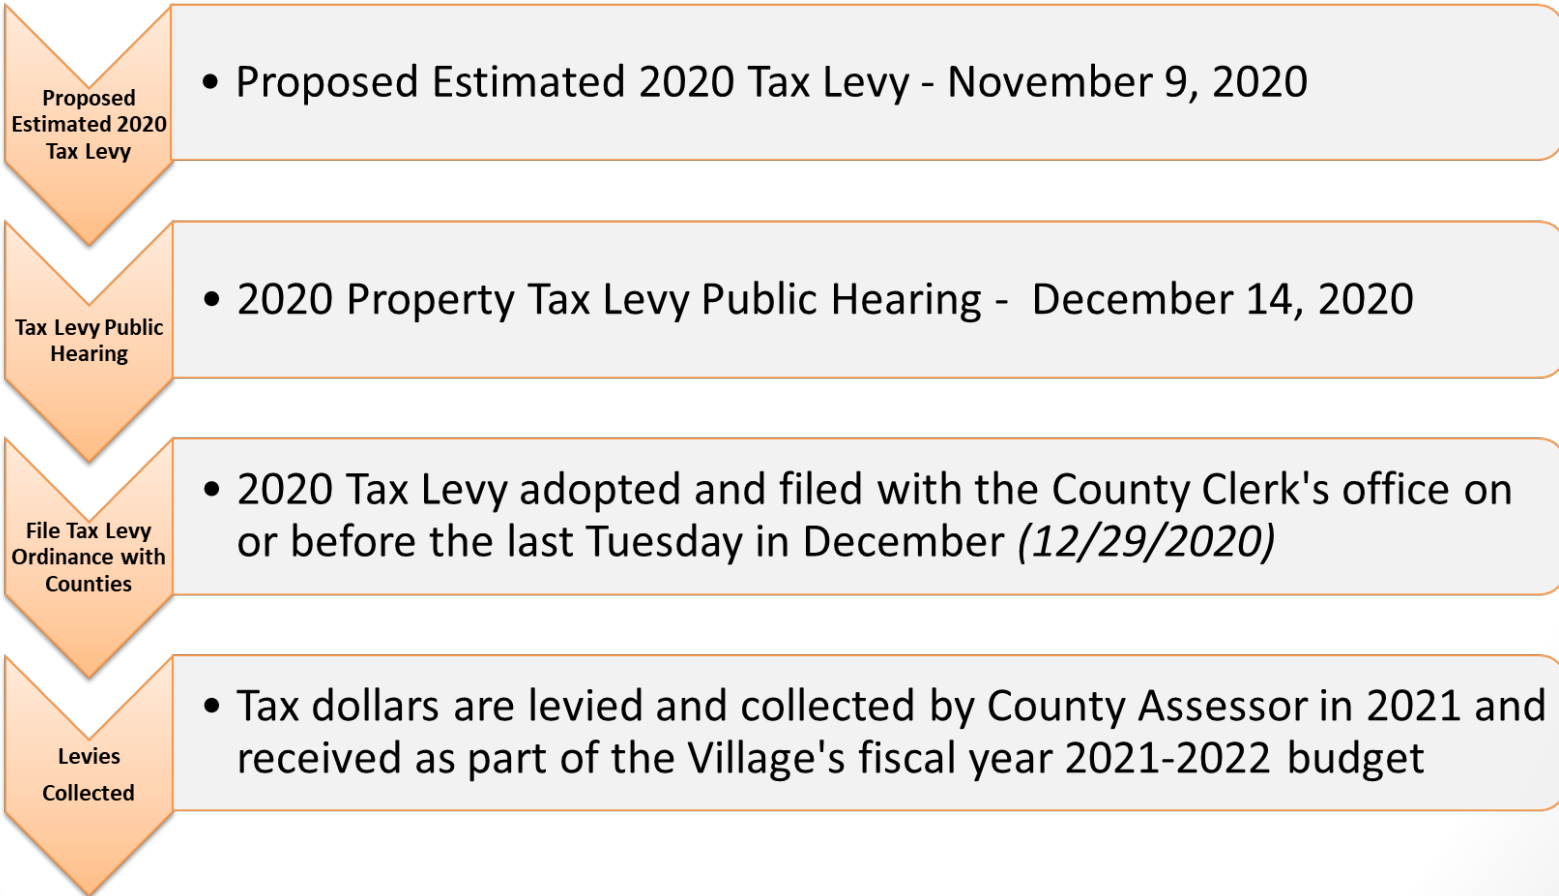 Proposed
Estimated 2020
Tax Levy
• Proposed Estimated 2020 Tax Levy - November 9, 2020
Tax Levy Public
Hearing
• 2020 Property Tax Levy Public Hearing -  December 14, 2020
File Tax Levy
Ordinance with
Counties
• 2020 Tax Levy adopted and filed with the County Clerk's office on
or before the last Tuesday in December (12/29/2020)
Levies
Collected
• Tax dollars are levied and collected by County Assessor in 2021 and
received as part of the Village's fiscal year 2021-2022 budget